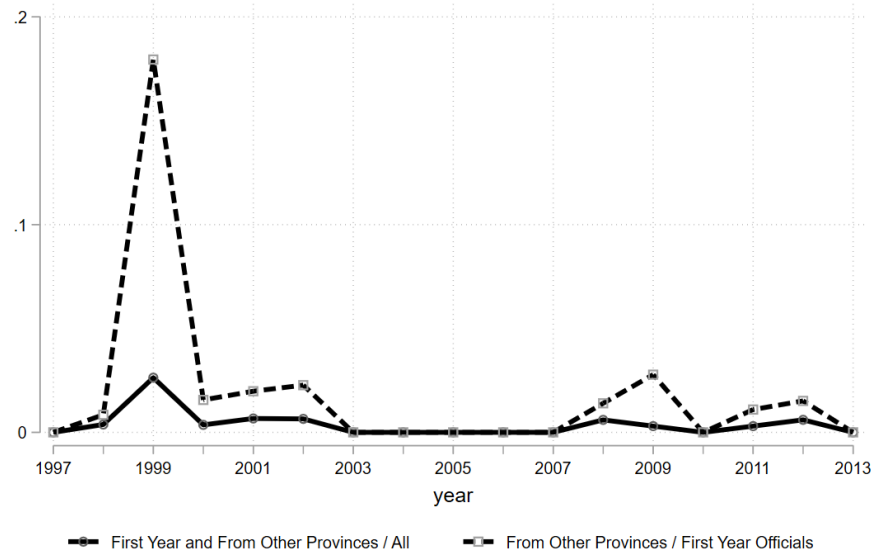 .2
.1
0
1997 1999 2001 2003 2005 2007 2009 2011 2013
year
First Year and From Other Provinces / All From Other Provinces / First Year Officials